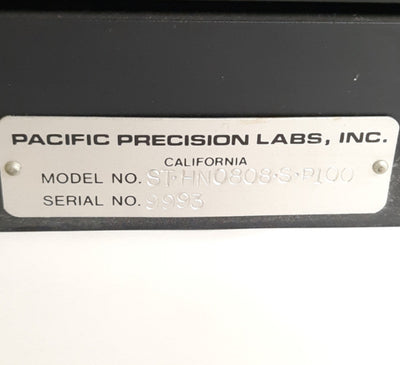 PACIFIC PRECISION LABS, INC.
CALIFORNIA
MODEL NO. ST·HN0808·S·P100
SERIAL NO. 9993